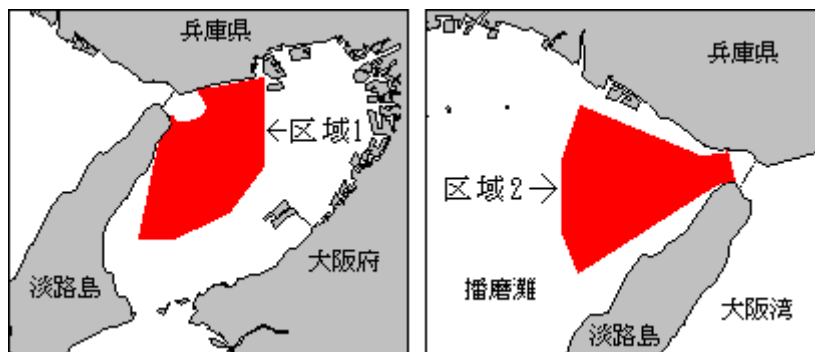 兵庫県
←区域1
大阪府
淡路島
兵庫県
区域2→
播磨灘
大阪湾
淡路島